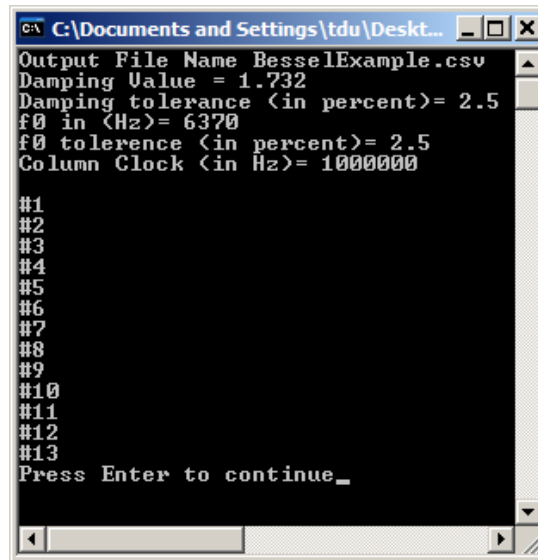 C:\Documents and Settings\tdu\Deskt...
Output File Name BesselExample.csv
Damping Value = 1.732
Damping tolerance (in percent)= 2.5
f0 in (Hz)= 6370
f0 tolerence (in percent)= 2.5
Column Clock (in Hz)= 1000000
#1
#2
#3
#4
#5
#6
#7
#8
#9
#10
#11
#12
#13
Press Enter to continue_